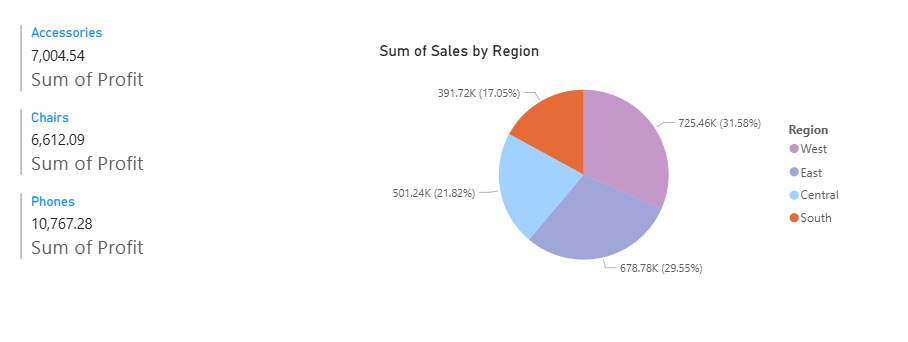 Accessories
7,004.54
Sum of Profit
Chairs
6,612.09
Sum of Profit
Phones
10,767.28
Sum of Profit
Sum of Sales by Region
391.72K (17.05%)
725.46K (31.58%)
501.24K (21.82%)
678.78K (29.55%)
Region
West
East
Central
South